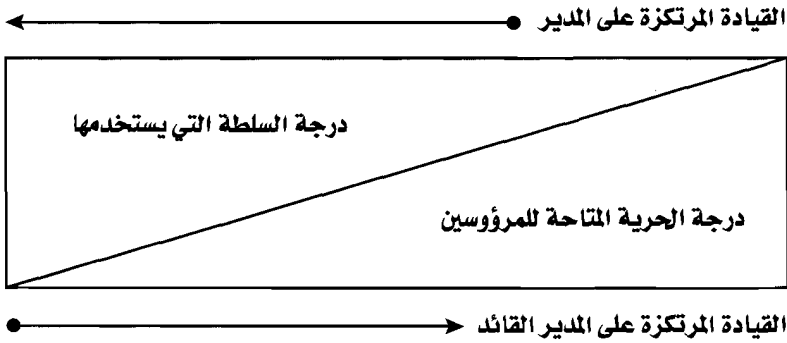 القيادة المرتكزة على المدير
درجة السلطة التي يستخدمها
درجة الحرية المتاحة للمرؤوسين
القيادة المرتكزة على المدير القائد